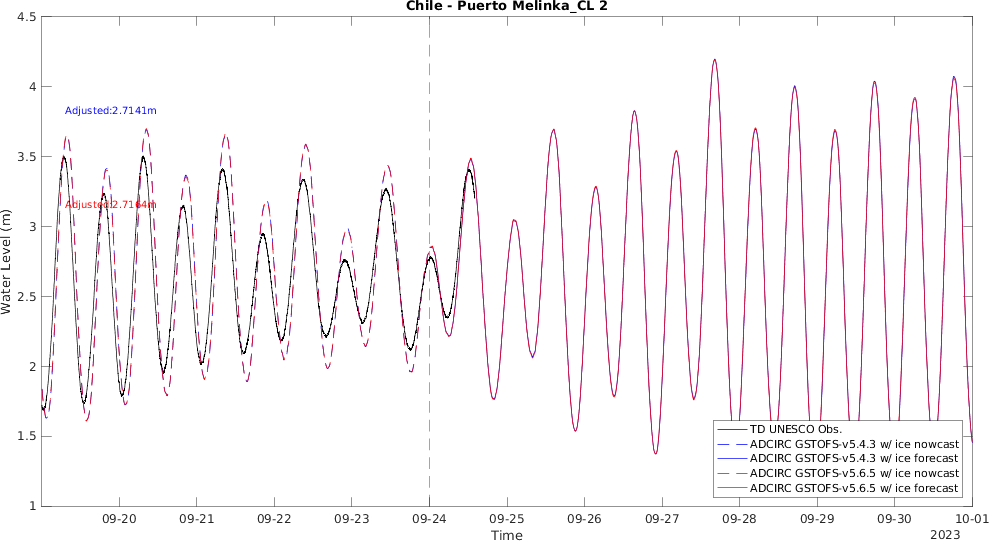 Chile - Puerto Melinka_CL 2
4.5
4
3.5
3
2.5
2
1.5
1
Water Level (m)
Adjusted:2.7141m
Adjusted:2.7164m
TD UNESCO Obs.
ADCIRC GSTOFS-v5.4.3 w/ ice nowcast
ADCIRC GSTOFS-v5.4.3 w/ ice forecast
ADCIRC GSTOFS-v5.6.5 w/ ice nowcast
ADCIRC GSTOFS-v5.6.5 w/ ice forecast
09-20 09-21 09-22 09-23 09-24 09-25 09-26 09-27 09-28 09-29 09-30 10-01
Time
2023